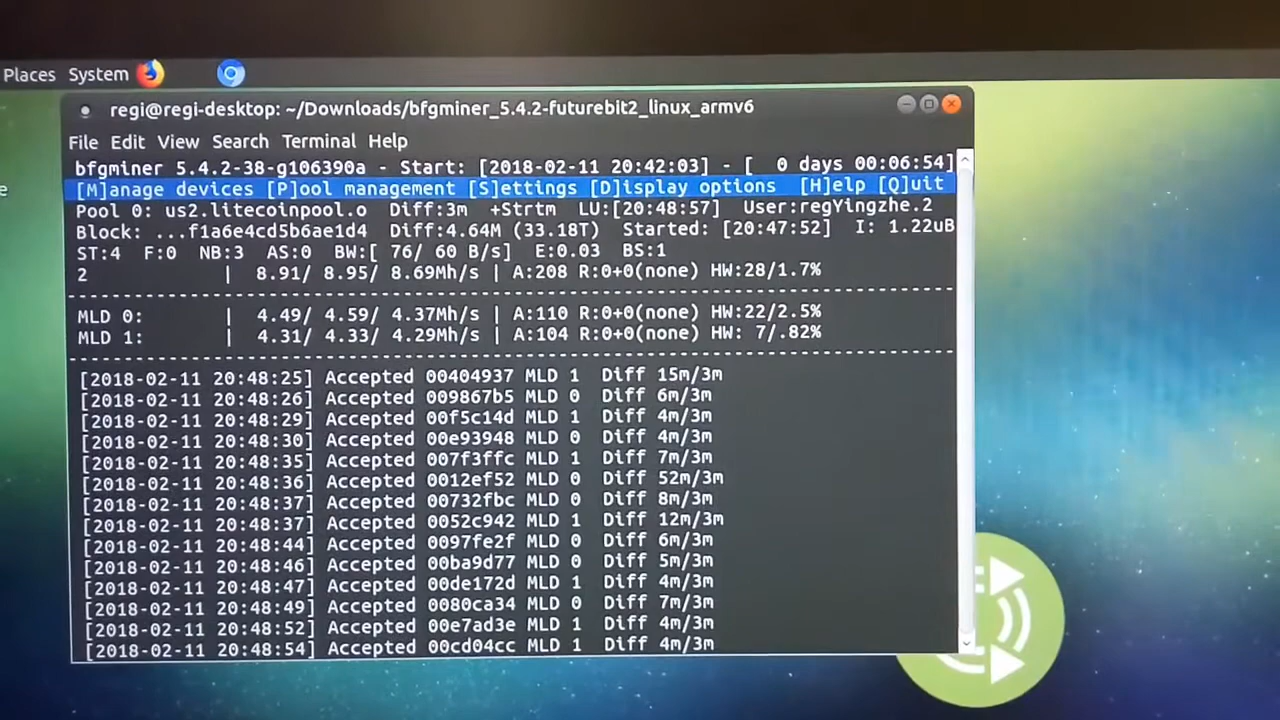 Places System
regi@regi-desktop: ~/Downloads/bfgminer_5.4.2-futurebit2_linux_armv6
File Edit View Search Terminal Help
bfgminer 5.4.2-38-g106390a - Start: [2018-02-11 20:42:03] - [  0 days 00:06:54]
[M]anage devices [P]ool management [S]ettings [D]isplay options  [H]elp [Q]uit
Pool 0: us2.litecoinpool.o  Diff:3m  +Strtm  LU:[20:48:57]  User:regYingzhe.2
Block: ...f1a6e4cd5b6ae1d4  Diff:4.64M (33.18T)  Started: [20:47:52]  I: 1.22uB
ST:4  F:0  NB:3  AS:0  BW:[ 76/ 60 B/s]  E:0.03  BS:1
2             |  8.91/ 8.95/ 8.69Mh/s | A:208 R:0+0(none) HW:28/1.7%
MLD 0:        |  4.49/ 4.59/ 4.37Mh/s | A:110 R:0+0(none) HW:22/2.5%
MLD 1:        |  4.31/ 4.33/ 4.29Mh/s | A:104 R:0+0(none) HW: 7/.82%
[2018-02-11 20:48:25] Accepted 00404937 MLD 1  Diff 15m/3m
[2018-02-11 20:48:26] Accepted 009867b5 MLD 0  Diff 6m/3m
[2018-02-11 20:48:29] Accepted 00f5c14d MLD 1  Diff 4m/3m
[2018-02-11 20:48:30] Accepted 00e93948 MLD 0  Diff 4m/3m
[2018-02-11 20:48:35] Accepted 007f3ffc MLD 1  Diff 7m/3m
[2018-02-11 20:48:36] Accepted 0012ef52 MLD 0  Diff 52m/3m
[2018-02-11 20:48:37] Accepted 00732fbc MLD 0  Diff 8m/3m
[2018-02-11 20:48:37] Accepted 0052c942 MLD 1  Diff 12m/3m
[2018-02-11 20:48:44] Accepted 0097fe2f MLD 0  Diff 6m/3m
[2018-02-11 20:48:46] Accepted 00ba9d77 MLD 0  Diff 5m/3m
[2018-02-11 20:48:47] Accepted 00de172d MLD 1  Diff 4m/3m
[2018-02-11 20:48:49] Accepted 0080ca34 MLD 0  Diff 7m/3m
[2018-02-11 20:48:52] Accepted 00e7ad3e MLD 1  Diff 4m/3m
[2018-02-11 20:48:54] Accepted 00cd04cc MLD 1  Diff 4m/3m